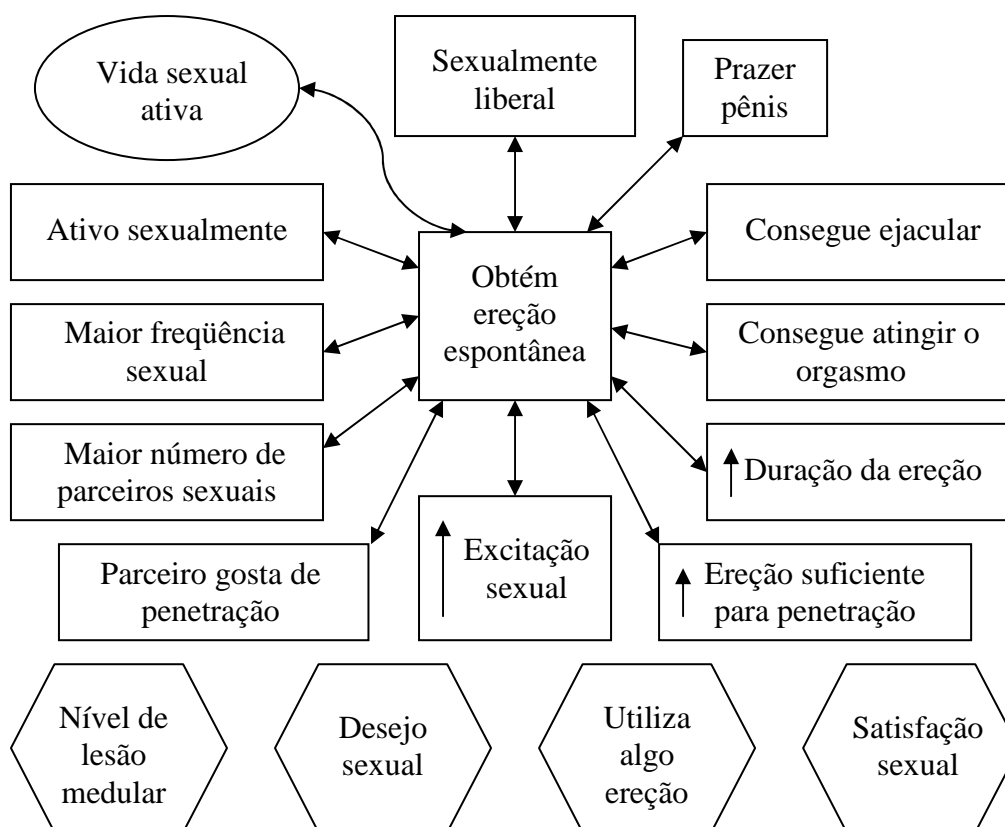 Vida sexual
ativa
Sexualmente
liberal
Prazer
pênis
Ativo sexualmente
Consegue ejacular
Obtém
ereção
espontânea
Maior freqüência
sexual
Consegue atingir o
orgasmo
Maior número de
parceiros sexuais
Duração da ereção
Parceiro gosta de
penetração
Excitação
sexual
Ereção suficiente
para penetração
Nível de
lesão
medular
Desejo
sexual
Utiliza
algo
ereção
Satisfação
sexual